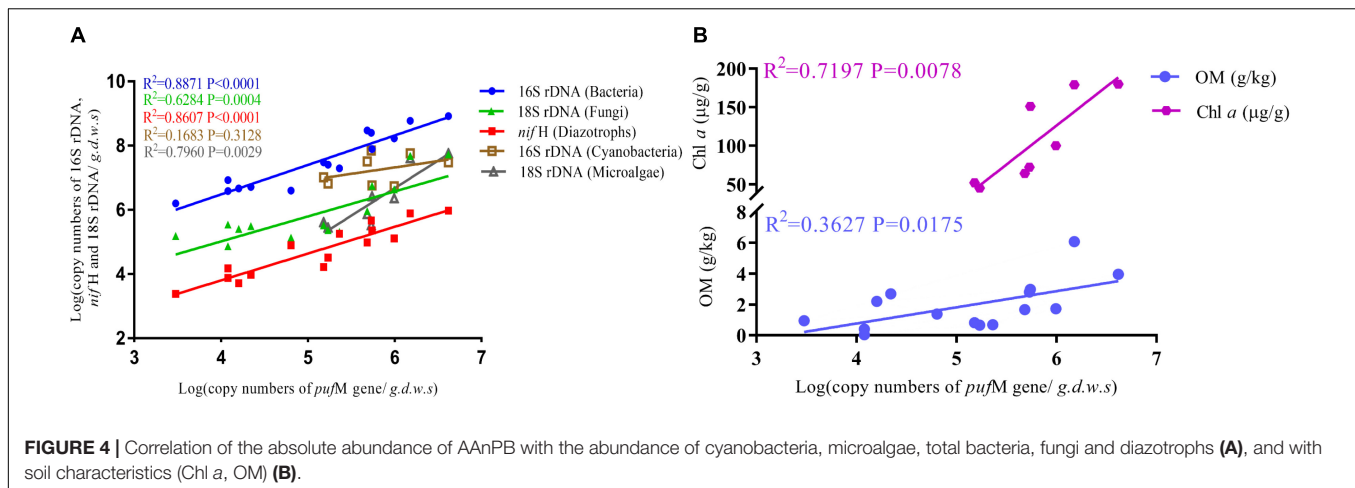 A
R²=0.8871 P<0.0001
R²=0.6284 P=0.0004
R²=0.8607 P<0.0001
R²=0.1683 P=0.3128
R²=0.7960 P=0.0029
Log(copy numbers of 16S rDNA,
nifH and 18S rDNA/ g.d.w.s)
10
8
6
4
2
3
4
5
6
7
Log(copy numbers of pufM gene/ g.d.w.s)
16S rDNA (Bacteria)
18S rDNA (Fungi)
nif H (Diazotrophs)
16S rDNA (Cyanobacteria)
18S rDNA (Microalgae)
B
R²=0.7197 P=0.0078
R²=0.3627 P=0.0175
Chl a (µg/g)
200
150
100
50
OM (g/kg)
8
6
4
2
0
3
4
5
6
7
Log(copy numbers of pufM gene/ g.d.w.s)
OM (g/kg)
Chl a (µg/g)
FIGURE 4 | Correlation of the absolute abundance of AAnPB with the abundance of cyanobacteria, microalgae, total bacteria, fungi and diazotrophs (A), and with
soil characteristics (Chl a, OM) (B).